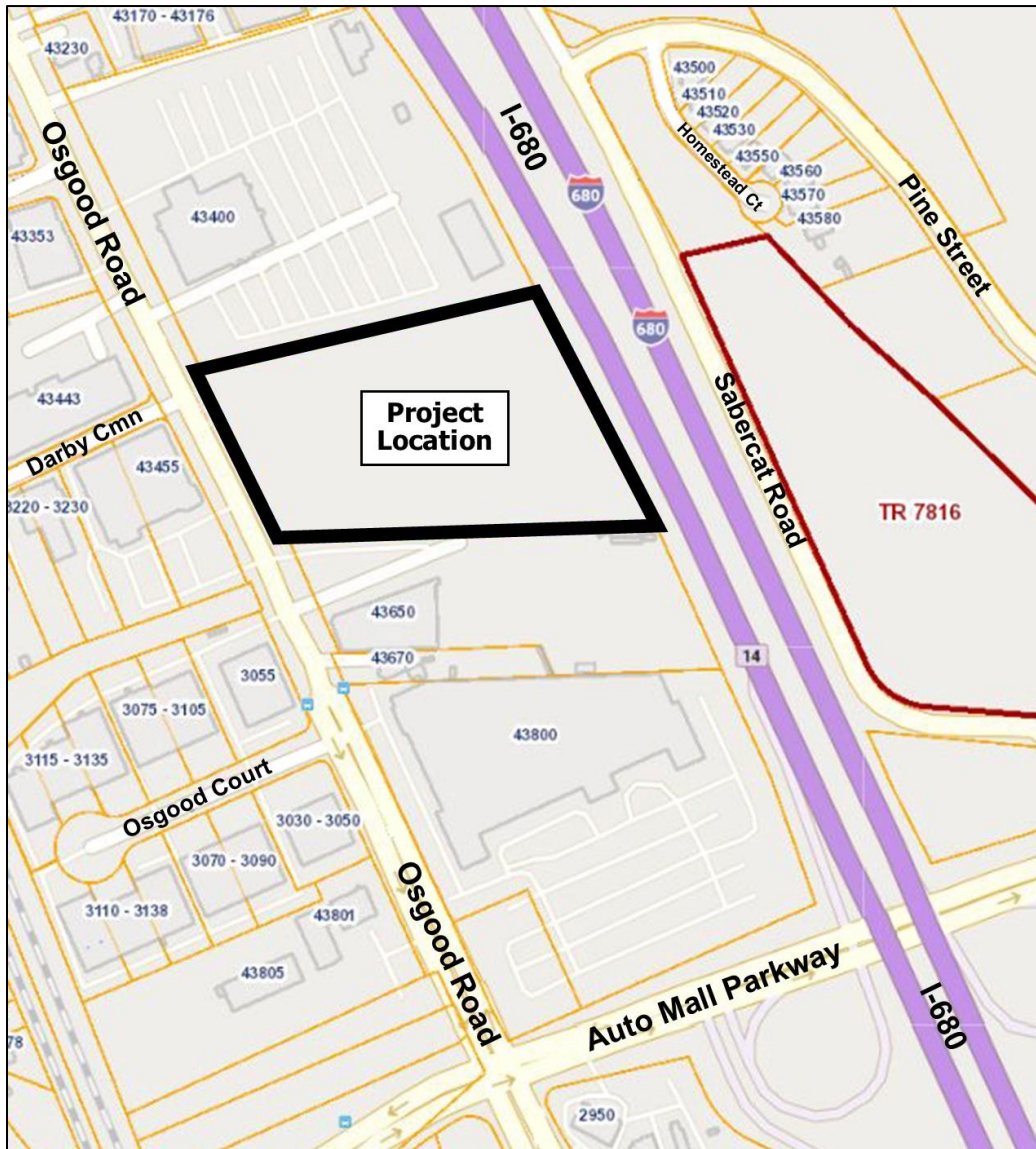 43170 - 43176
43230
43500
43510
43520
43530
43550
43560
43570
43580
Homestead Ct
Pine Street
I-680
680
Osgood Road
43400
43353
680
Project
Location
Sabercat Road
43443
Darby Cmn
43455
3220 - 3230
TR 7816
43650
43670
14
3055
3075 - 3105
43800
3115 - 3135
Osgood Court
3030 - 3050
3070 - 3090
3110 - 3138
43801
Osgood Road
43805
Auto Mall Parkway
I-680
78
2950